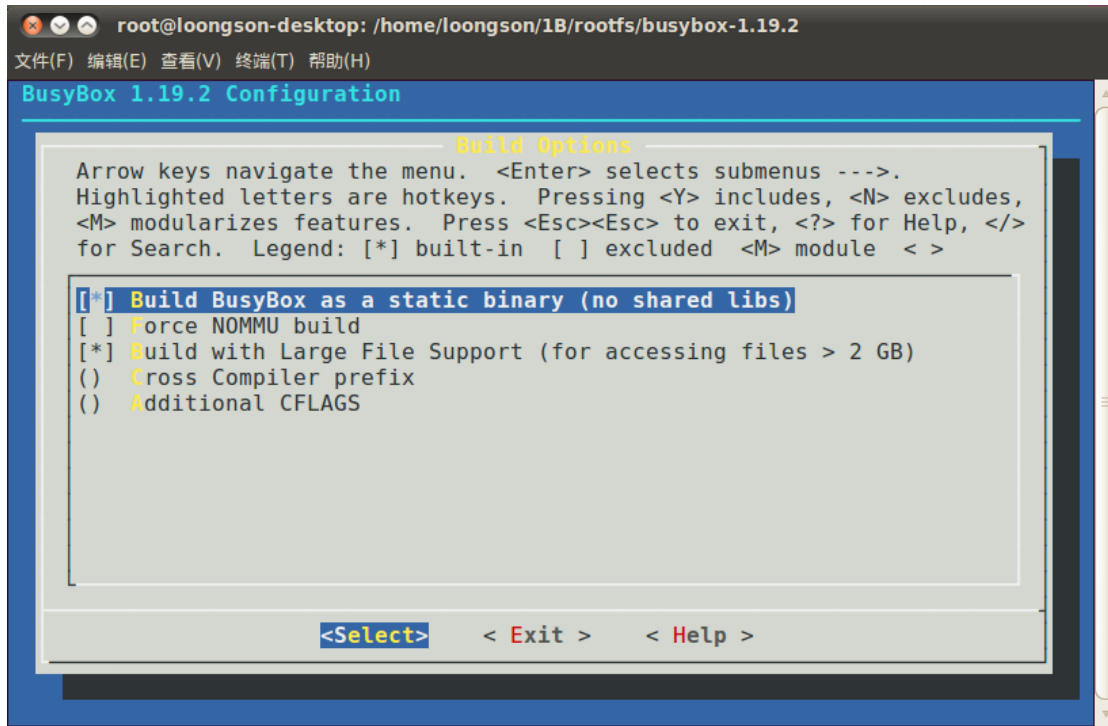 root@loongson-desktop: /home/loongson/1B/rootfs/busybox-1.19.2
文件(F) 编辑(E) 查看(V) 终端(T) 帮助(H)
BusyBox 1.19.2 Configuration
Build Options
Arrow keys navigate the menu.  <Enter> selects submenus --->.
Highlighted letters are hotkeys.  Pressing <Y> includes, <N> excludes,
<M> modularizes features.  Press <Esc><Esc> to exit, <?> for Help, </>
for Search.  Legend: [*] built-in  [ ] excluded  <M> module  < >
[*] Build BusyBox as a static binary (no shared libs)
[ ] Force NOMMU build
[*] Build with Large File Support (for accessing files > 2 GB)
()  Cross Compiler prefix
()  Additional CFLAGS
<Select>    < Exit >    < Help >